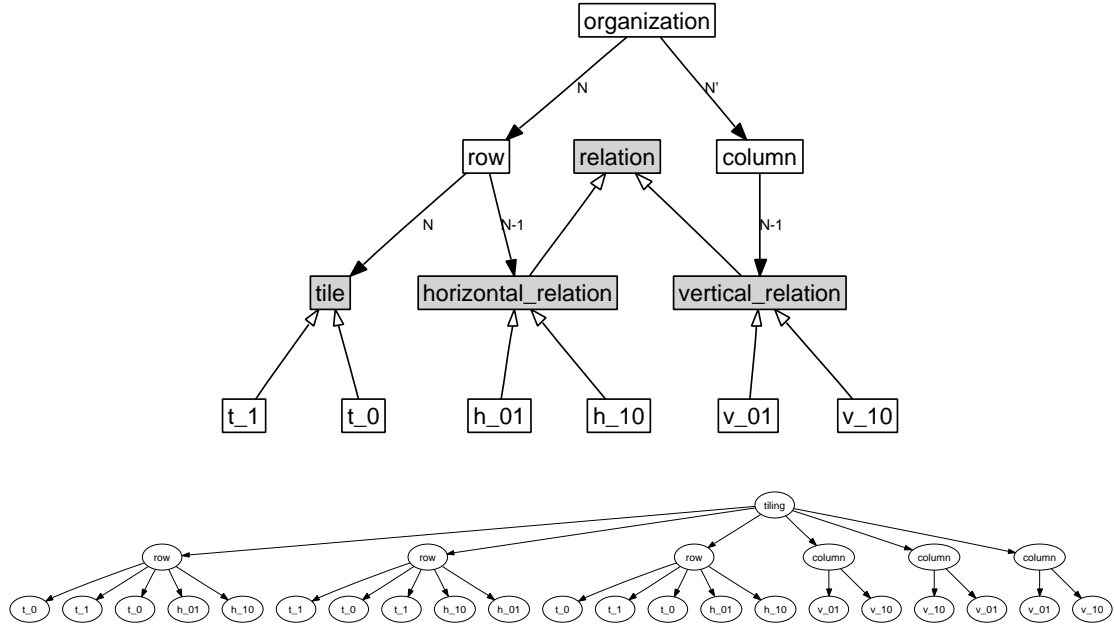 organization
N N'
row relation column
N N-1 N-1
tile horizontal_relation vertical_relation
t_1 t_0 h_01 h_10 v_01 v_10
tiling
row row row column column column
t_0 t_1 t_0 h_01 h_10 t_1 t_0 t_1 h_10 h_01 t_0 t_1 t_0 h_01 h_10 v_01 v_10 v_10 v_01 v_01 v_10